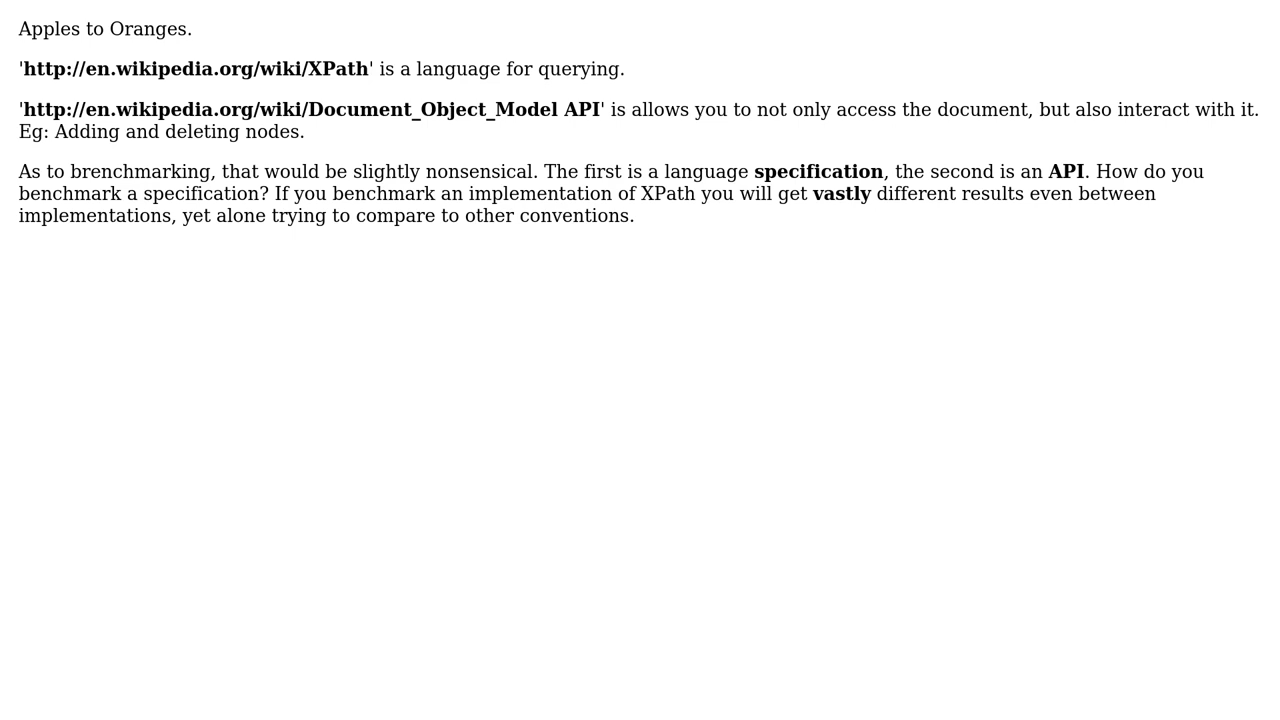 Apples to Oranges.
'http://en.wikipedia.org/wiki/XPath' is a language for querying.
'http://en.wikipedia.org/wiki/Document_Object_Model API' is allows you to not only access the document, but also interact with it.
Eg: Adding and deleting nodes.
As to brenchmarking, that would be slightly nonsensical. The first is a language specification, the second is an API. How do you
benchmark a specification? If you benchmark an implementation of XPath you will get vastly different results even between
implementations, yet alone trying to compare to other conventions.